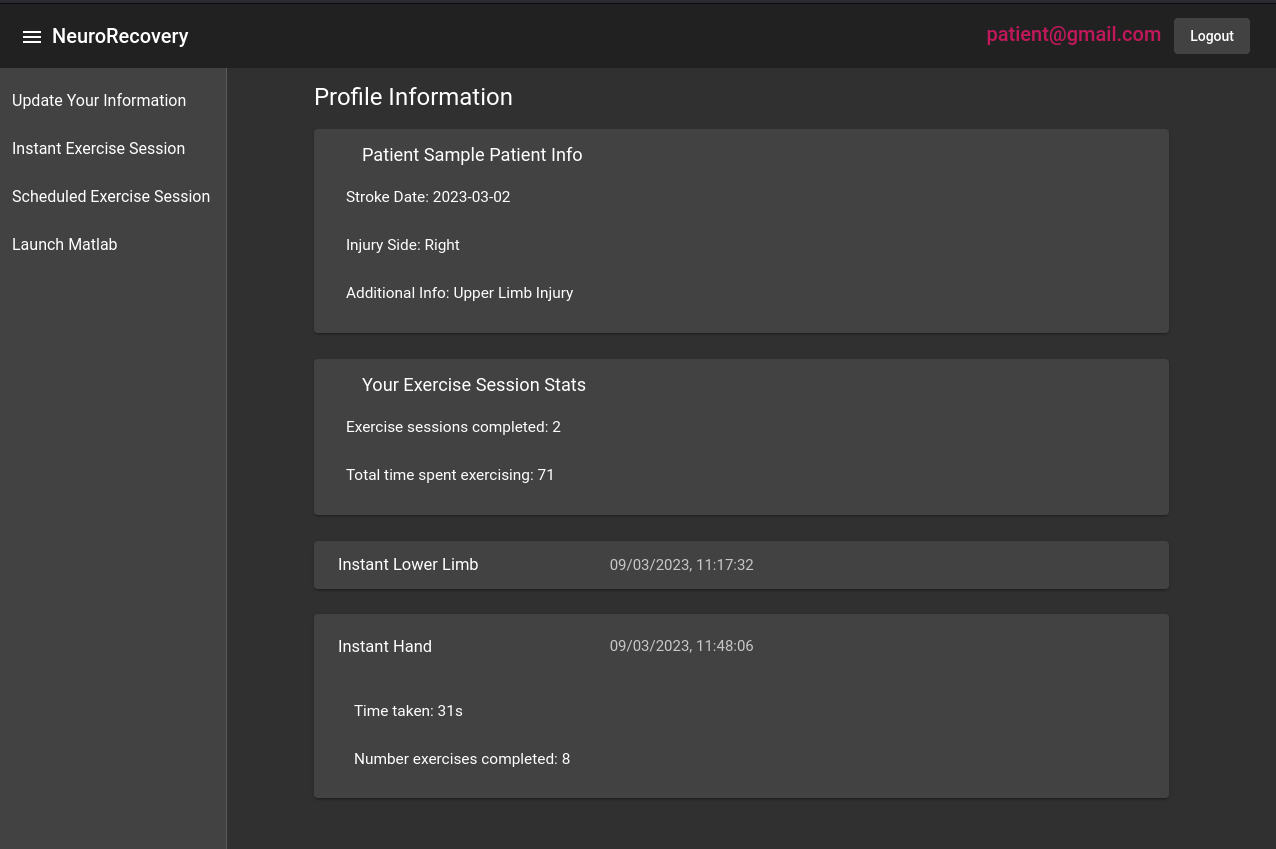 NeuroRecovery
patient@gmail.com
Logout
Update Your Information
Instant Exercise Session
Scheduled Exercise Session
Launch Matlab
Profile Information
Patient Sample Patient Info
Stroke Date: 2023-03-02
Injury Side: Right
Additional Info: Upper Limb Injury
Your Exercise Session Stats
Exercise sessions completed: 2
Total time spent exercising: 71
Instant Lower Limb 09/03/2023, 11:17:32
Instant Hand 09/03/2023, 11:48:06
Time taken: 31s
Number exercises completed: 8